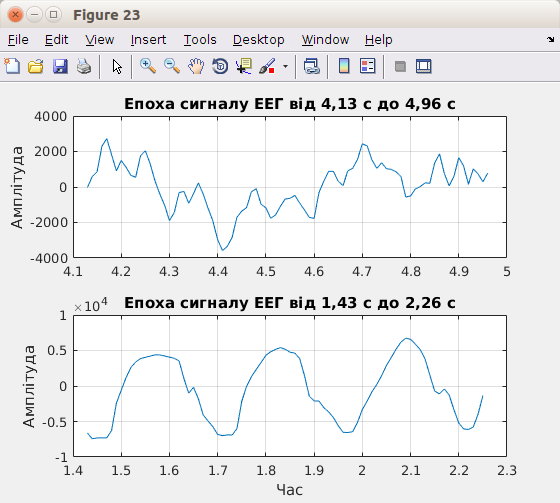 Figure 23
File Edit View Insert Tools Desktop Window Help
Епоха сигналу ЕЕГ від 4,13 с до 4,96 с
Амплітуда
4000
2000
0
-2000
-4000
4.1 4.2 4.3 4.4 4.5 4.6 4.7 4.8 4.9 5
Епоха сигналу ЕЕГ від 1,43 с до 2,26 с
×10⁴
Амплітуда
1
0.5
0
-0.5
-1
1.4 1.5 1.6 1.7 1.8 1.9 2 2.1 2.2 2.3
Час